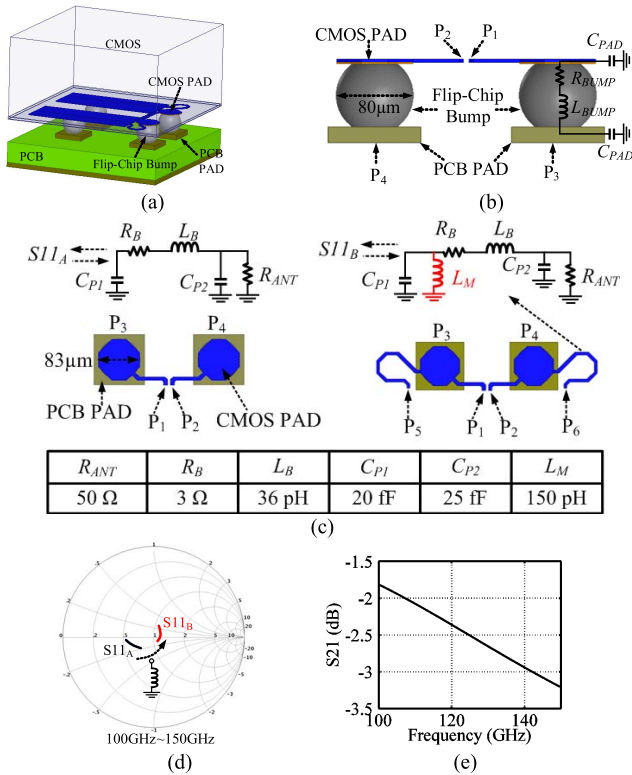 CMOS
CMOS PAD
PCB
Flip-Chip Bump
PCB
PAD
(a)
P2 P1
CMOS PAD
CPAD
RBUMP
LBUMP
80μm
Flip-Chip
Bump
CPAD
PCB PAD
P4
P3
(b)
S11A
RB
LB
CP1
CP2
RANT
S11B
RB
LB
CP1
LM
CP2
RANT
P3
P4
83μm
PCB PAD
P1 P2
CMOS PAD
P3
P4
P5
P1 P2
P6
RANT RB LB CP1 CP2 LM
50 Ω 3 Ω 36 pH 20 fF 25 fF 150 pH
(c)
S11B
S11A
100GHz~150GHz
(d)
-1.5
-2
-2.5
-3
-3.5
S21 (dB)
100 120 140
Frequency (GHz)
(e)